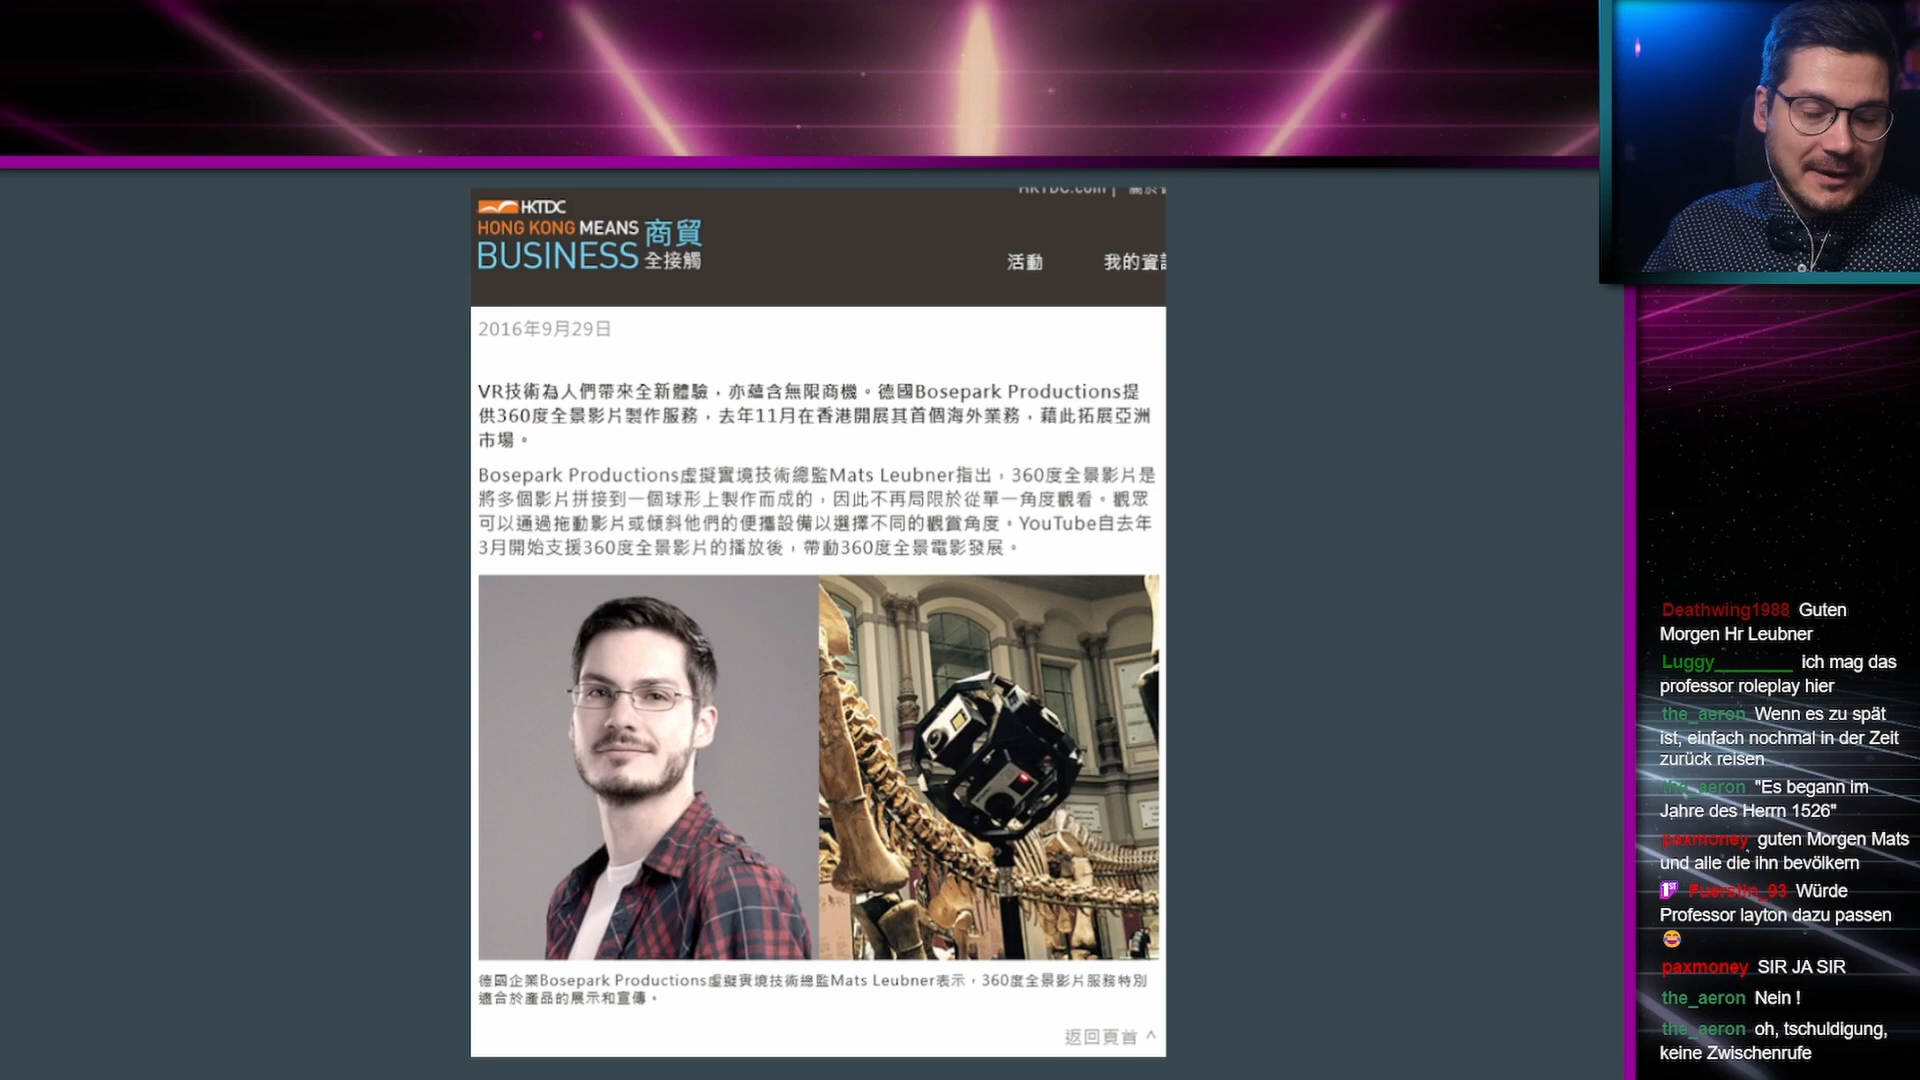 HKTDC.com |
HKTDC
HONG KONG MEANS 商貿
BUSINESS 全接觸
活動
我的資
2016年9月29日
VR技術為人們帶來全新體驗，亦蘊含無限商機。德國Bosepark Productions提
供360度全景影片製作服務，去年11月在香港開展其首個海外業務，藉此拓展亞洲
市場。
Bosepark Productions虛擬實境技術總監Mats Leubner指出，360度全景影片是
將多個影片拼接到一個球形上製作而成的，因此不再局限於從單一角度觀看。觀眾
可以通過拖動影片或傾斜他們的便攜設備以選擇不同的觀賞角度。YouTube自去年
3月開始支援360度全景影片的播放後，帶動360度全景電影發展。
德國企業Bosepark Productions虛擬實境技術總監Mats Leubner表示，360度全景影片服務特別
適合於產品的展示和宣傳。
返回頁首 ^
Deathwing1988 Guten
Morgen Hr Leubner
Luggy________ ich mag das
professor roleplay hier
the_aeron Wenn es zu spät
ist, einfach nochmal in der Zeit
zurück reisen
the_aeron "Es begann im
Jahre des Herrn 1526"
paxmoney guten Morgen Mats
und alle die ihn bevölkern
1ST Fuerstin_93 Würde
Professor layton dazu passen
paxmoney SIR JA SIR
the_aeron Nein !
the_aeron oh, tschuldigung,
keine Zwischenrufe